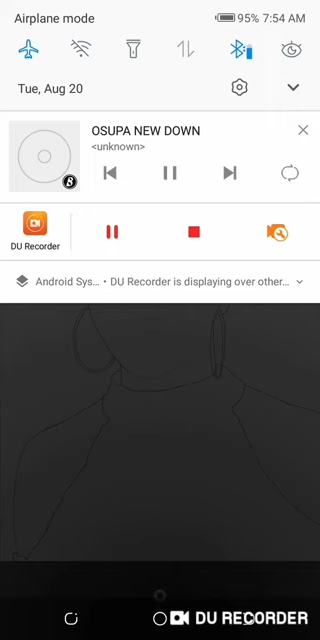 Airplane mode
95% 7:54 AM
Tue, Aug 20
OSUPA NEW DOWN
<unknown>
B
DU Recorder
Android Sys... • DU Recorder is displaying over other...
DU RECORDER